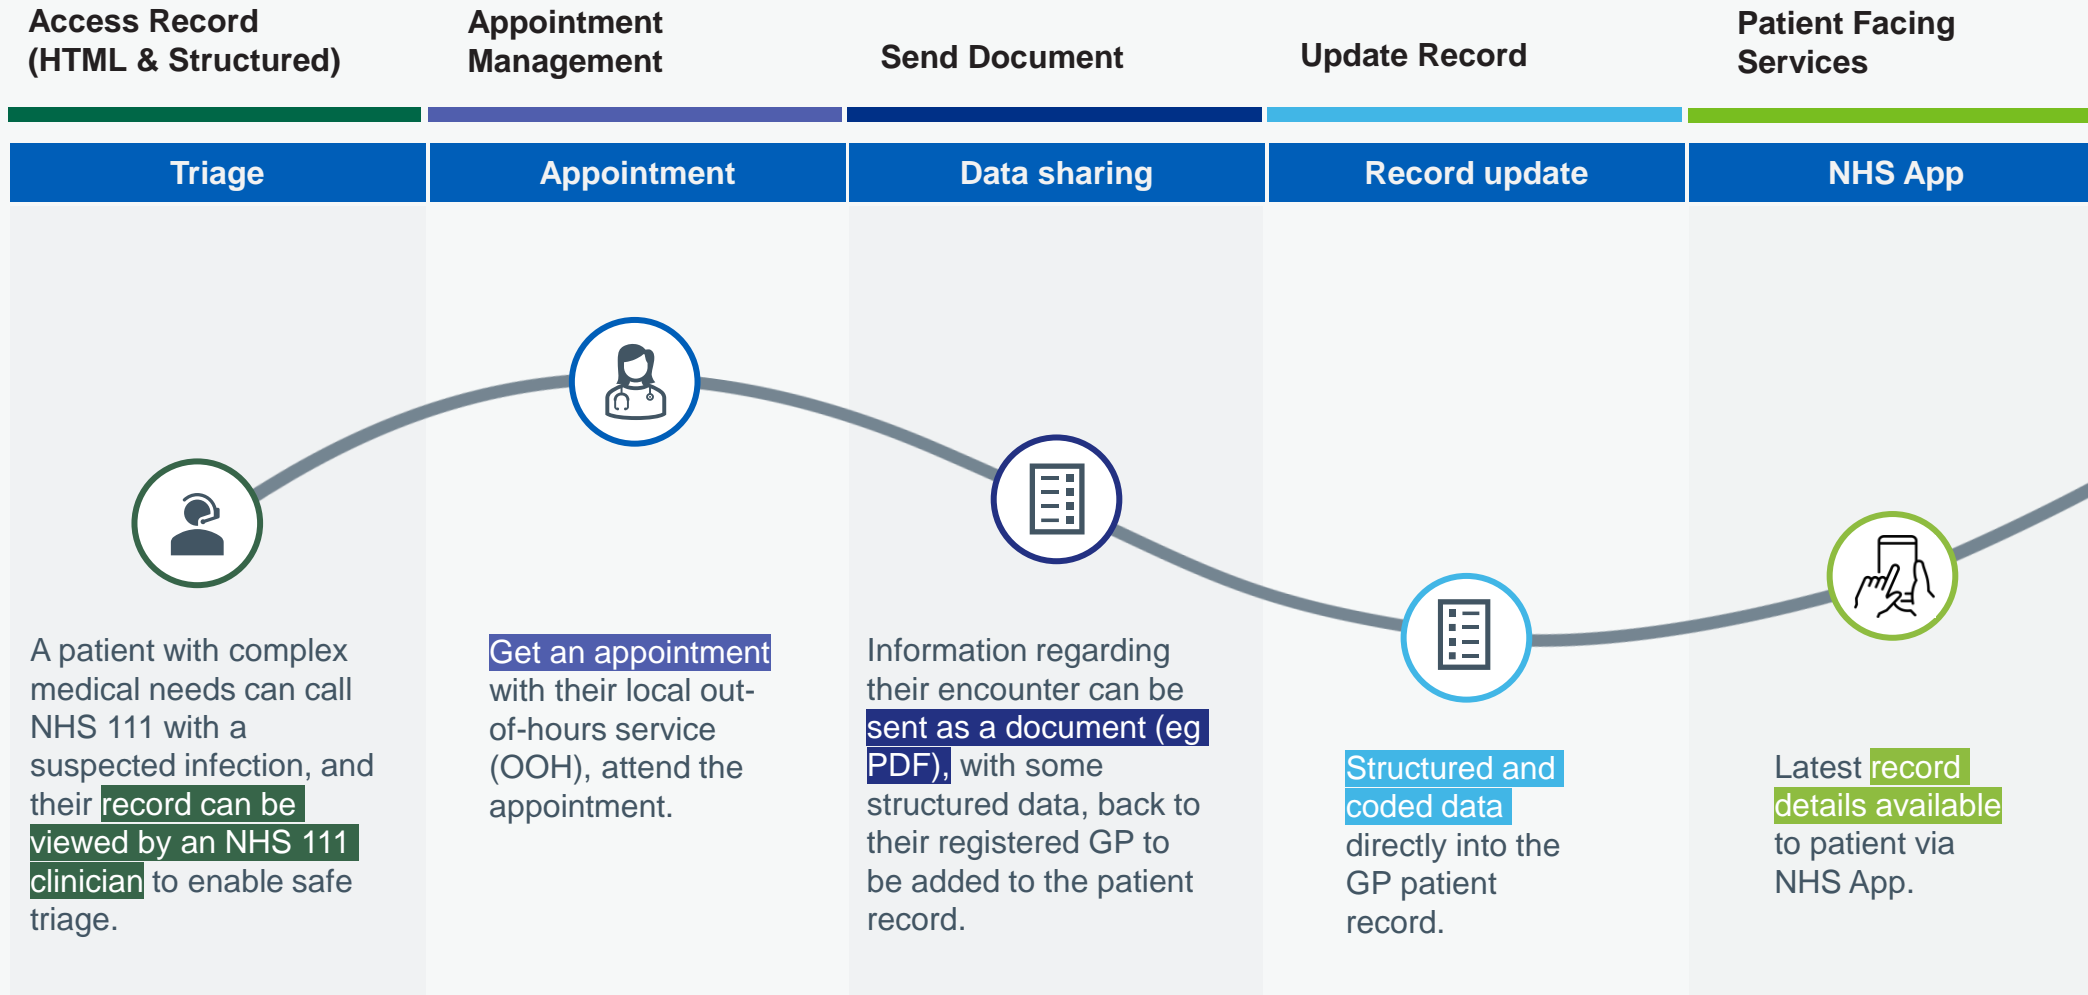 Access Record
(HTML & Structured)
Appointment
Management
Send Document
Update Record
Patient Facing
Services
Triage
Appointment
Data sharing
Record update
NHS App
A patient with complex
medical needs can call
NHS 111 with a
suspected infection, and
their record can be
viewed by an NHS 111
clinician to enable safe
triage.
Get an appointment
with their local out-
of-hours service
(OOH), attend the
appointment.
Information regarding
their encounter can be
sent as a document (eg
PDF), with some
structured data, back to
their registered GP to
be added to the patient
record.
Structured and
coded data
directly into the
GP patient
record.
Latest record
details available
to patient via
NHS App.